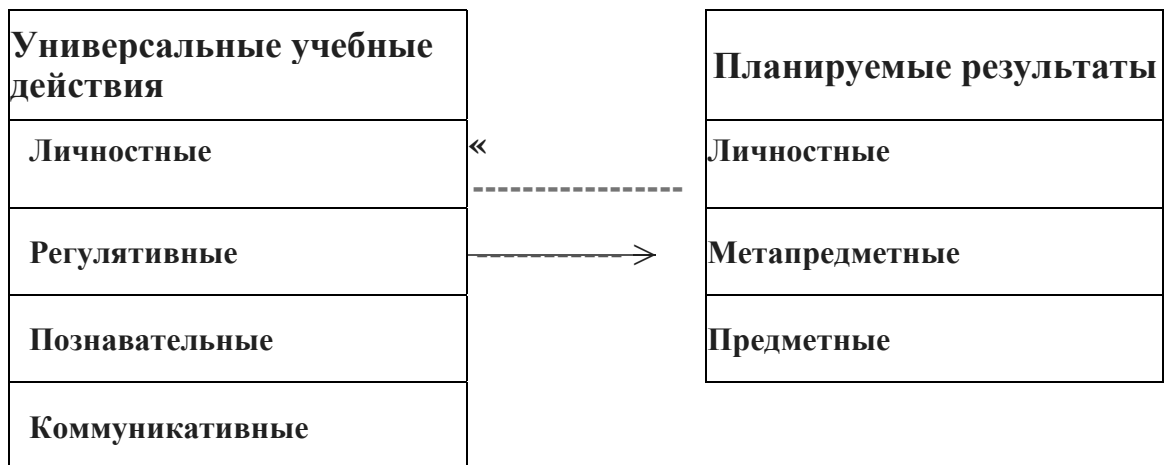 Универсальные учебные
действия
Личностные
Регулятивные
Познавательные
Коммуникативные
«
Планируемые результаты
Личностные
Метапредметные
Предметные